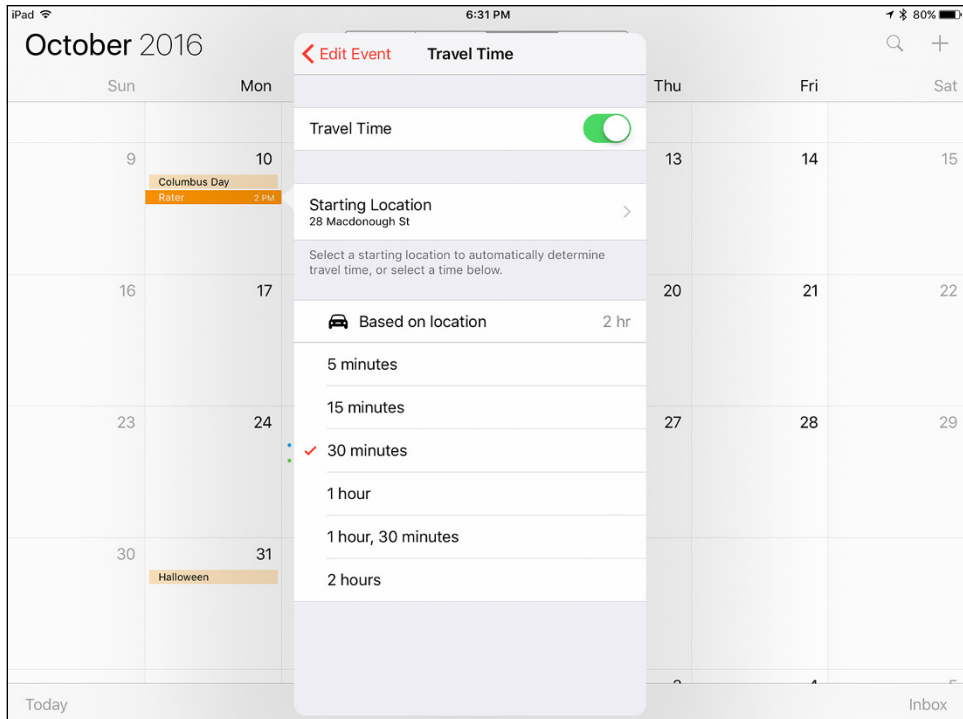 iPad 6:31 PM 80%
October 2016
Edit Event Travel Time
Sun Mon Thu Fri Sat
Travel Time
9 10 13 14 15
Columbus Day
Rater 2 PM
Starting Location
28 Macdonough St
Select a starting location to automatically determine
travel time, or select a time below.
16 17 20 21 22
Based on location 2 hr
5 minutes
15 minutes
23 24 27 28 29
30 minutes
1 hour
1 hour, 30 minutes
30 31
Halloween
2 hours
Today Inbox